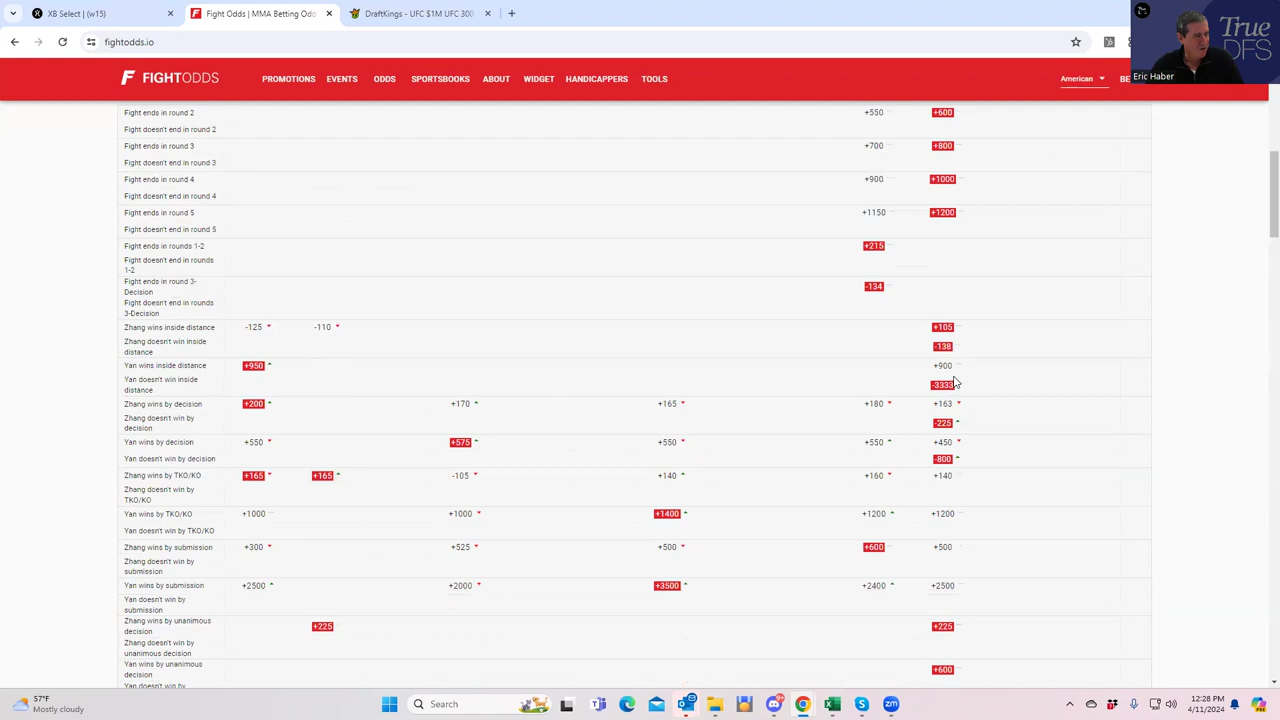 XB Select | (w15)
Fight Odds | MMA Betting Odd
DraftKings - UFC $1M UFC 300
fightodds.io
True
DFS
Eric Haber
FIGHTODDS PROMOTIONS EVENTS ODDS SPORTSBOOKS ABOUT WIDGET HANDICAPPERS TOOLS American BE
Fight ends in round 2 +550 +600
Fight doesn't end in round 2
Fight ends in round 3 +700 +800
Fight doesn't end in round 3
Fight ends in round 4 +900 +1000
Fight doesn't end in round 4
Fight ends in round 5 +1150 +1200
Fight doesn't end in round 5
Fight ends in rounds 1-2 +215
Fight doesn't end in rounds
1-2
Fight ends in round 3-
Decision -134
Fight doesn't end in rounds
3-Decision
Zhang wins inside distance -125 -110 +105
Zhang doesn't win inside
distance -138
Yan wins inside distance +950 +900
Yan doesn't win inside
distance -3333
Zhang wins by decision +200 +170 +165 +180 +163
Zhang doesn't win by
decision -225
Yan wins by decision +550 +575 +550 +550 +450
Yan doesn't win by decision -800
Zhang wins by TKO/KO +165 +165 -105 +140 +160 +140
Zhang doesn't win by
TKO/KO
Yan wins by TKO/KO +1000 +1000 +1400 +1200 +1200
Yan doesn't win by TKO/KO
Zhang wins by submission +300 +525 +500 +600 +500
Zhang doesn't win by
submission
Yan wins by submission +2500 +2000 +3500 +2400 +2500
Yan doesn't win by
submission
Zhang wins by unanimous
decision +225 +225
Zhang doesn't win by
unanimous decision
Yan wins by unanimous
decision +600
Yan doesn't win by
57°F
Mostly cloudy
Search
12:28 PM
4/11/2024